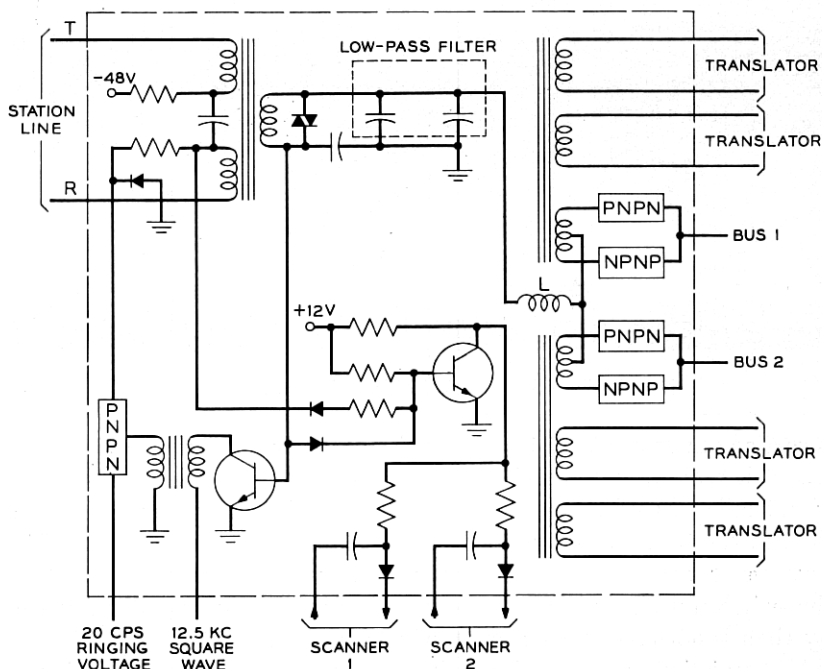 T
LOW-PASS FILTER
-48V
STATION
LINE
R
TRANSLATOR
TRANSLATOR
PNPN
NPNP
BUS 1
L
+12V
PNPN
NPNP
BUS 2
PNPN
TRANSLATOR
TRANSLATOR
20 CPS
RINGING
VOLTAGE
12.5 KC
SQUARE
WAVE
SCANNER
1
SCANNER
2